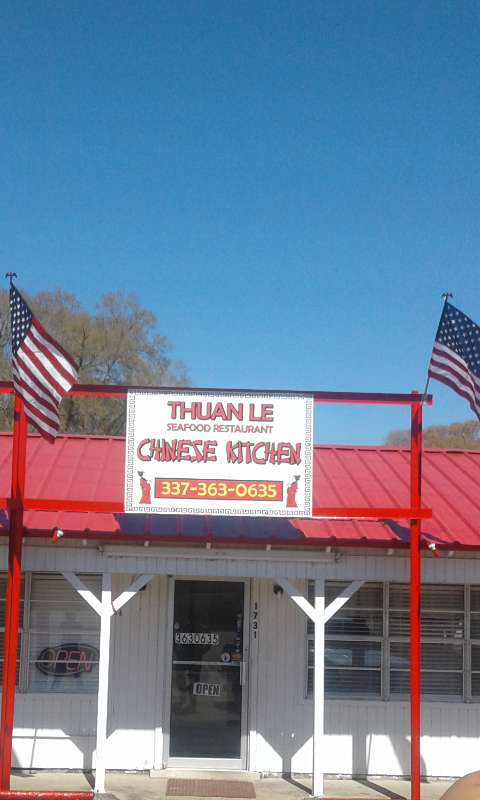 THUAN LE
SEAFOOD RESTAURANT
CHINESE KITCHEN
337-363-0635
3630635
1731
OPEN
OPEN